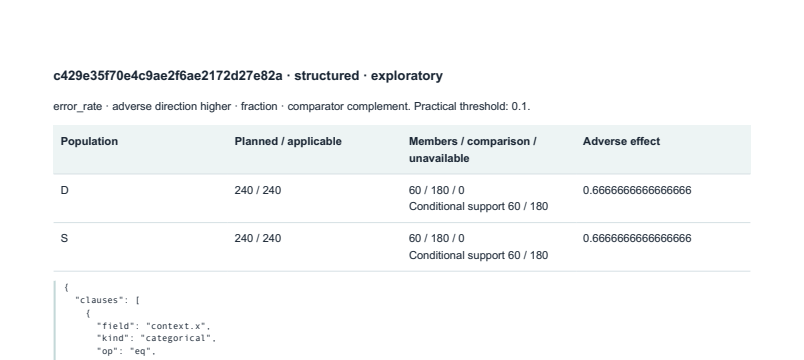 c429e35f70e4c9ae2f6ae2172d27e82a · structured · exploratory
error_rate · adverse direction higher · fraction · comparator complement. Practical threshold: 0.1.
Population Planned / applicable Members / comparison / unavailable Adverse effect
D 240 / 240 60 / 180 / 0 0.6666666666666666
Conditional support 60 / 180
S 240 / 240 60 / 180 / 0 0.6666666666666666
Conditional support 60 / 180
{
"clauses": [
{
"field": "context.x",
"kind": "categorical",
"op": "eq",